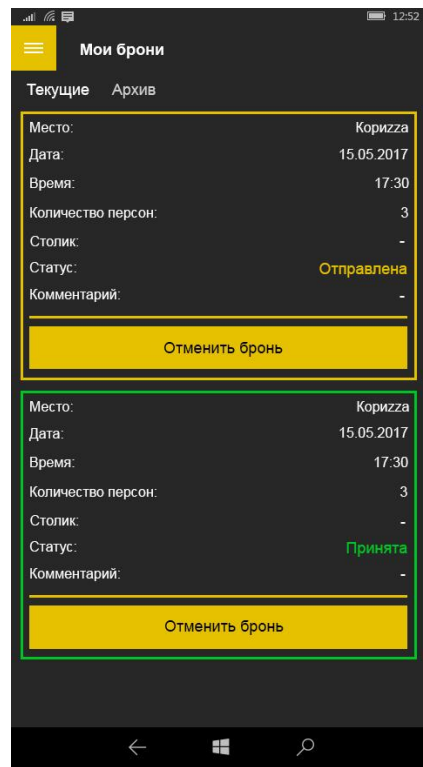 12:52
Мои брони
Текущие Архив
Место: Кориzzа
Дата: 15.05.2017
Время: 17:30
Количество персон: 3
Столик: -
Статус: Отправлена
Комментарий: -
Отменить бронь
Место: Кориzzа
Дата: 15.05.2017
Время: 17:30
Количество персон: 3
Столик: -
Статус: Принята
Комментарий: -
Отменить бронь